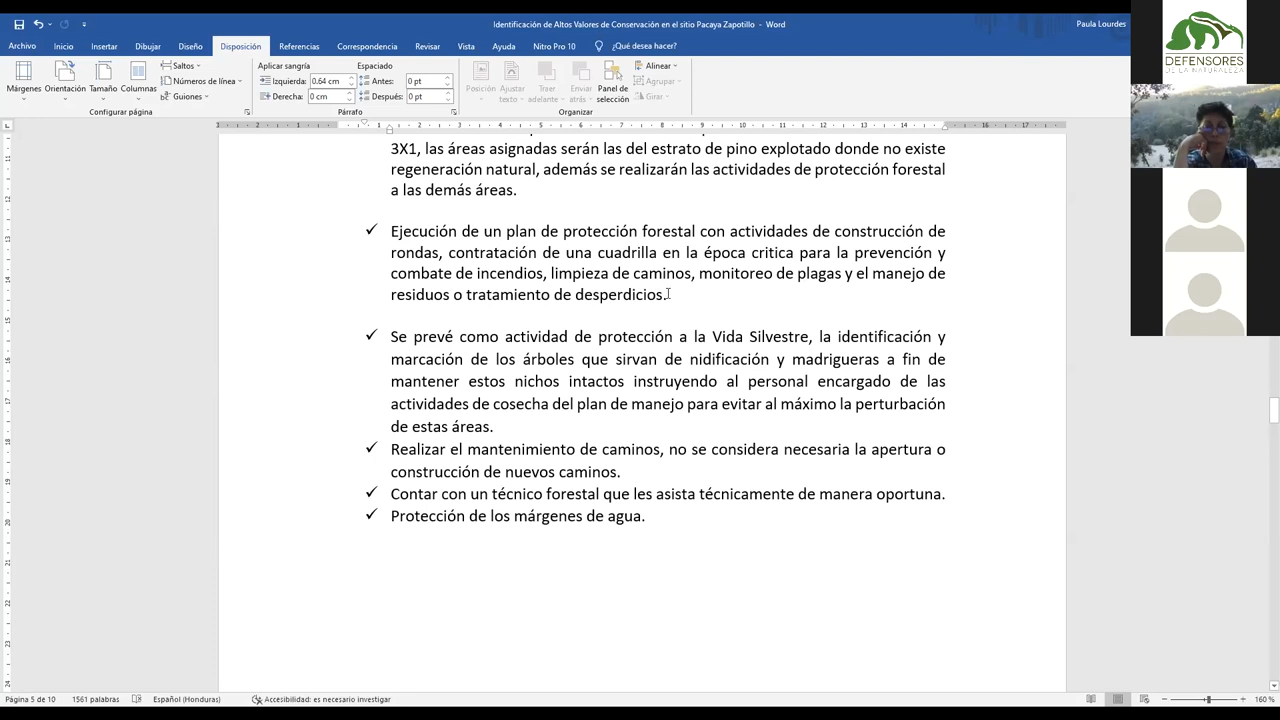 Identificación de Altos Valores de Conservación en el sitio Pacaya Zapotillo - Word
Paula Lourdes
Archivo Inicio Insertar Dibujar Diseño Disposición Referencias Correspondencia Revisar Vista Ayuda Nitro Pro 10 ¿Qué desea hacer?
Márgenes Orientación Tamaño Columnas
Saltos
Números de línea
Guiones
Configurar página
Aplicar sangría Espaciado
Izquierda: 0.64 cm Antes: 0 pt
Derecha: 0 cm Después: 0 pt
Párrafo
Posición Ajustar texto Traer adelante Enviar atrás Panel de selección
Alinear
Agrupar
Girar
Organizar
DEFENSORES
DE LA NATURALEZA
3X1, las áreas asignadas serán las del estrato de pino explotado donde no existe
regeneración natural, además se realizarán las actividades de protección forestal
a las demás áreas.
✓ Ejecución de un plan de protección forestal con actividades de construcción de
rondas, contratación de una cuadrilla en la época critica para la prevención y
combate de incendios, limpieza de caminos, monitoreo de plagas y el manejo de
residuos o tratamiento de desperdicios.
✓ Se prevé como actividad de protección a la Vida Silvestre, la identificación y
marcación de los árboles que sirvan de nidificación y madrigueras a fin de
mantener estos nichos intactos instruyendo al personal encargado de las
actividades de cosecha del plan de manejo para evitar al máximo la perturbación
de estas áreas.
✓ Realizar el mantenimiento de caminos, no se considera necesaria la apertura o
construcción de nuevos caminos.
✓ Contar con un técnico forestal que les asista técnicamente de manera oportuna.
✓ Protección de los márgenes de agua.
Página 5 de 10 1561 palabras Español (Honduras) Accesibilidad: es necesario investigar 160 %